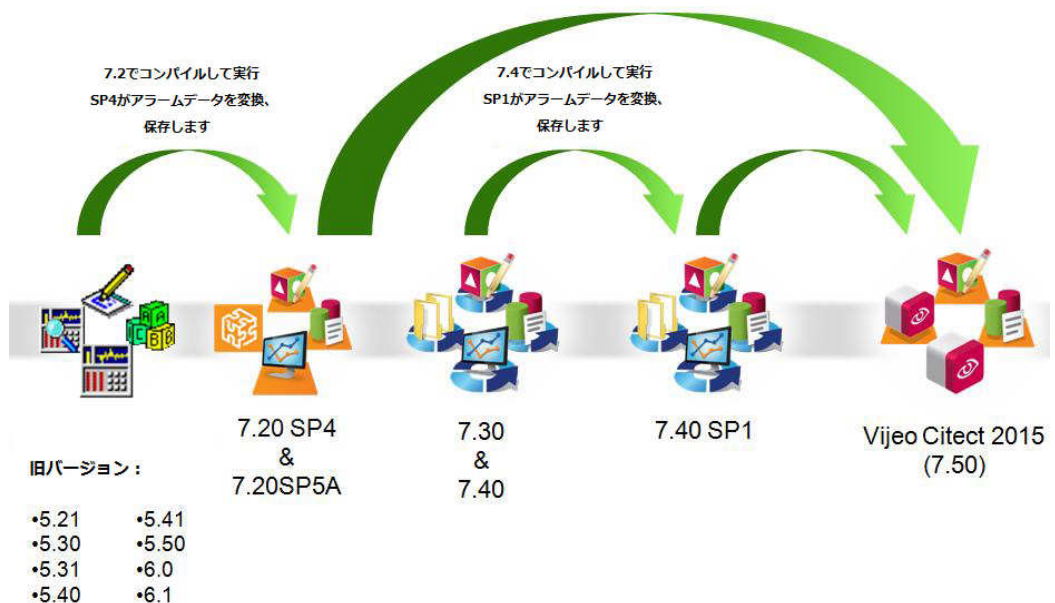 7.2でコンパイルして実行
SP4がアラームデータを変換、
保存します
7.4でコンパイルして実行
SP1がアラームデータを変換、
保存します
7.20 SP4
&
7.20SP5A
7.30
&
7.40
7.40 SP1
Vijeo Citect 2015
(7.50)
旧バージョン：
•5.21
•5.30
•5.31
•5.40
•5.41
•5.50
•6.0
•6.1